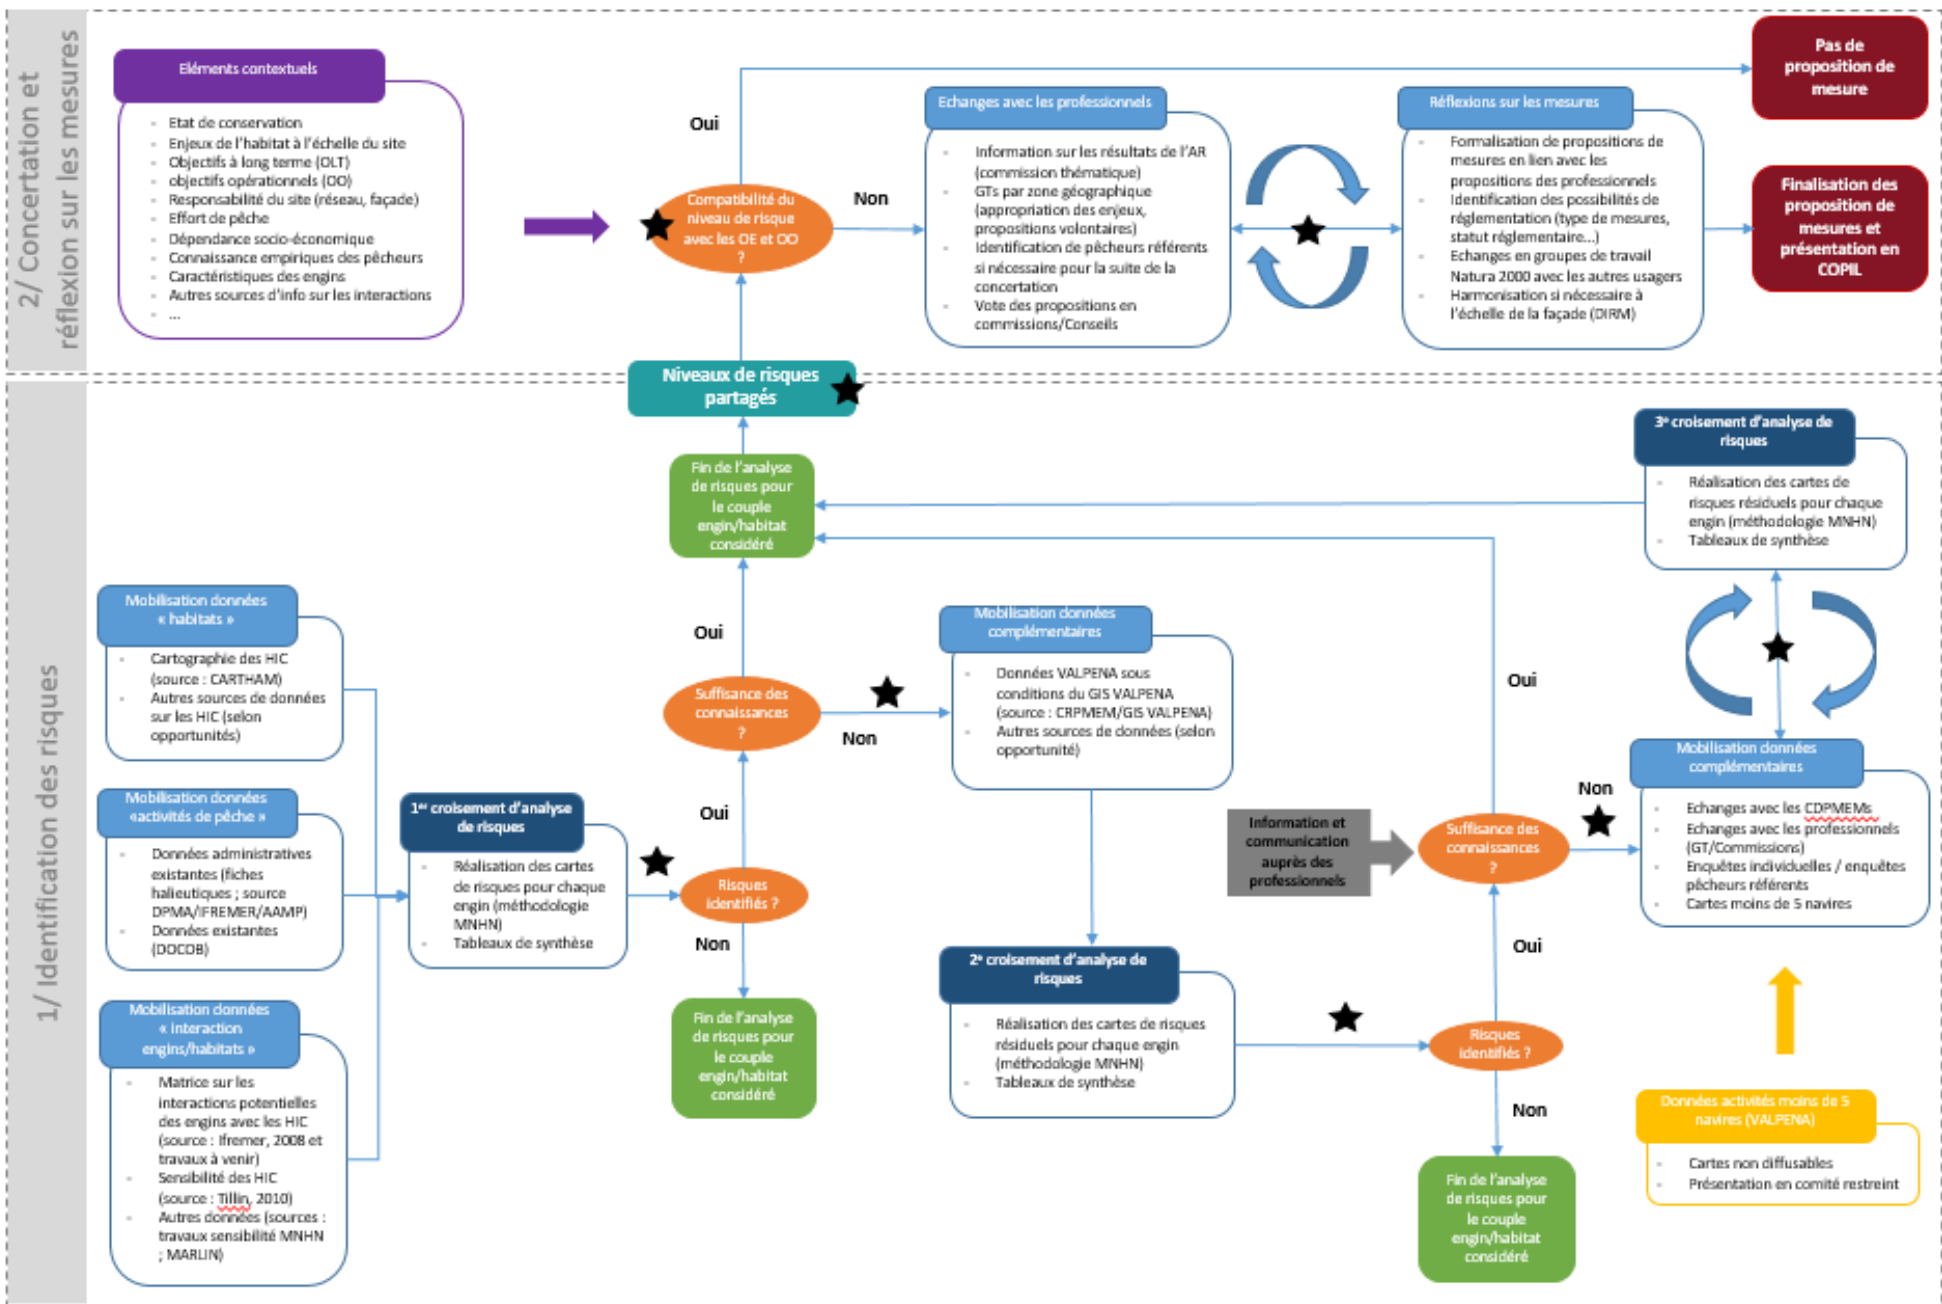 2/ Concertation et
réflexion sur les mesures
Eléments contextuels
- Etat de conservation
- Enjeux de l'habitat à l'échelle du site
- Objectifs à long terme (OLT)
- objectifs opérationnels (OO)
- Responsabilité du site (réseau, façade)
- Effort de pêche
- Dépendance socio-économique
- Connaissance empiriques des pêcheurs
- Caractéristiques des engins
- Autres sources d'info sur les interactions
- ...
Oui
Compatibilité du
niveau de risque
avec les OE et OO
?
Non
Echanges avec les professionnels
- Information sur les résultats de l'AR
(commission thématique)
- GTs par zone géographique
(appropriation des enjeux,
propositions volontaires)
- Identification de pêcheurs référents
si nécessaire pour la suite de la
concertation
- Vote des propositions en
commissions/Conseils
Réflexions sur les mesures
- Formalisation de propositions de
mesures en lien avec les
propositions des professionnels
- Identification des possibilités de
réglementation (type de mesures,
statut réglementaire...)
- Echanges en groupes de travail
Natura 2000 avec les autres usagers
- Harmonisation si nécessaire à
l'échelle de la façade (DIRM)
Pas de
proposition de
mesure
Finalisation des
proposition de
mesures et
présentation en
COPIL
1/ Identification des risques
Niveaux de risques
partagés
Fin de l'analyse
de risques pour
le couple
engin/habitat
considéré
3e croisement d'analyse de
risques
- Réalisation des cartes de
risques résiduels pour chaque
engin (méthodologie MNHN)
- Tableaux de synthèse
Mobilisation données
« habitats »
- Cartographie des HIC
(source : CARTHAM)
- Autres sources de données
sur les HIC (selon
opportunités)
Oui
Suffisance des
connaissances
?
Non
Mobilisation données
complémentaires
- Données VALPENA sous
conditions du GIS VALPENA
(source : CRPMEM/GIS VALPENA)
- Autres sources de données (selon
opportunité)
Oui
Mobilisation données
«activités de pêche »
- Données administratives
existantes (fiches
halieutiques ; source
DPMA/IFREMER/AAMP)
- Données existantes
(DOCOB)
1er croisement d'analyse
de risques
- Réalisation des cartes
de risques pour chaque
engin (méthodologie
MNHN)
- Tableaux de synthèse
Oui
Risques
identifiés ?
Non
Information et
communication
auprès des
professionnels
Suffisance des
connaissances
?
Non
Mobilisation données
complémentaires
- Echanges avec les CDPMEMs
- Echanges avec les professionnels
(GT/Commissions)
- Enquêtes individuelles / enquêtes
pêcheurs référents
- Cartes moins de 5 navires
Mobilisation données
« interaction
engins/habitats »
- Matrice sur les
interactions potentielles
des engins avec les HIC
(source : Ifremer, 2008 et
travaux à venir)
- Sensibilité des HIC
(source : Tillin, 2010)
- Autres données (sources :
travaux sensibilité MNHN
; MARLIN)
Fin de l'analyse
de risques pour
le couple
engin/habitat
considéré
2e croisement d'analyse de
risques
- Réalisation des cartes de risques
résiduels pour chaque engin
(méthodologie MNHN)
- Tableaux de synthèse
Oui
Risques
identifiés ?
Non
Fin de l'analyse
de risques pour
le couple
engin/habitat
considéré
Données activités moins de 5
navires (VALPENA)
- Cartes non diffusables
- Présentation en comité restreint